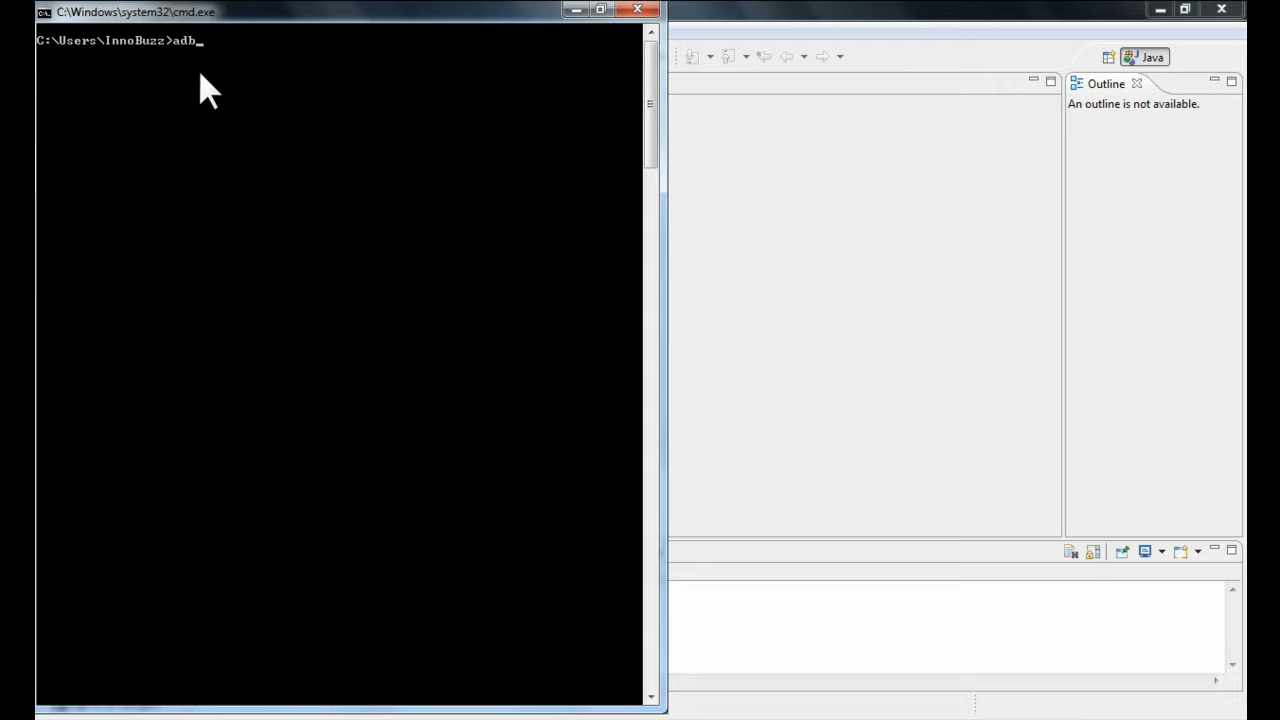 C:\Windows\system32\cmd.exe
C:\Users\InnoBuzz>adb_
Java
Outline
An outline is not available.